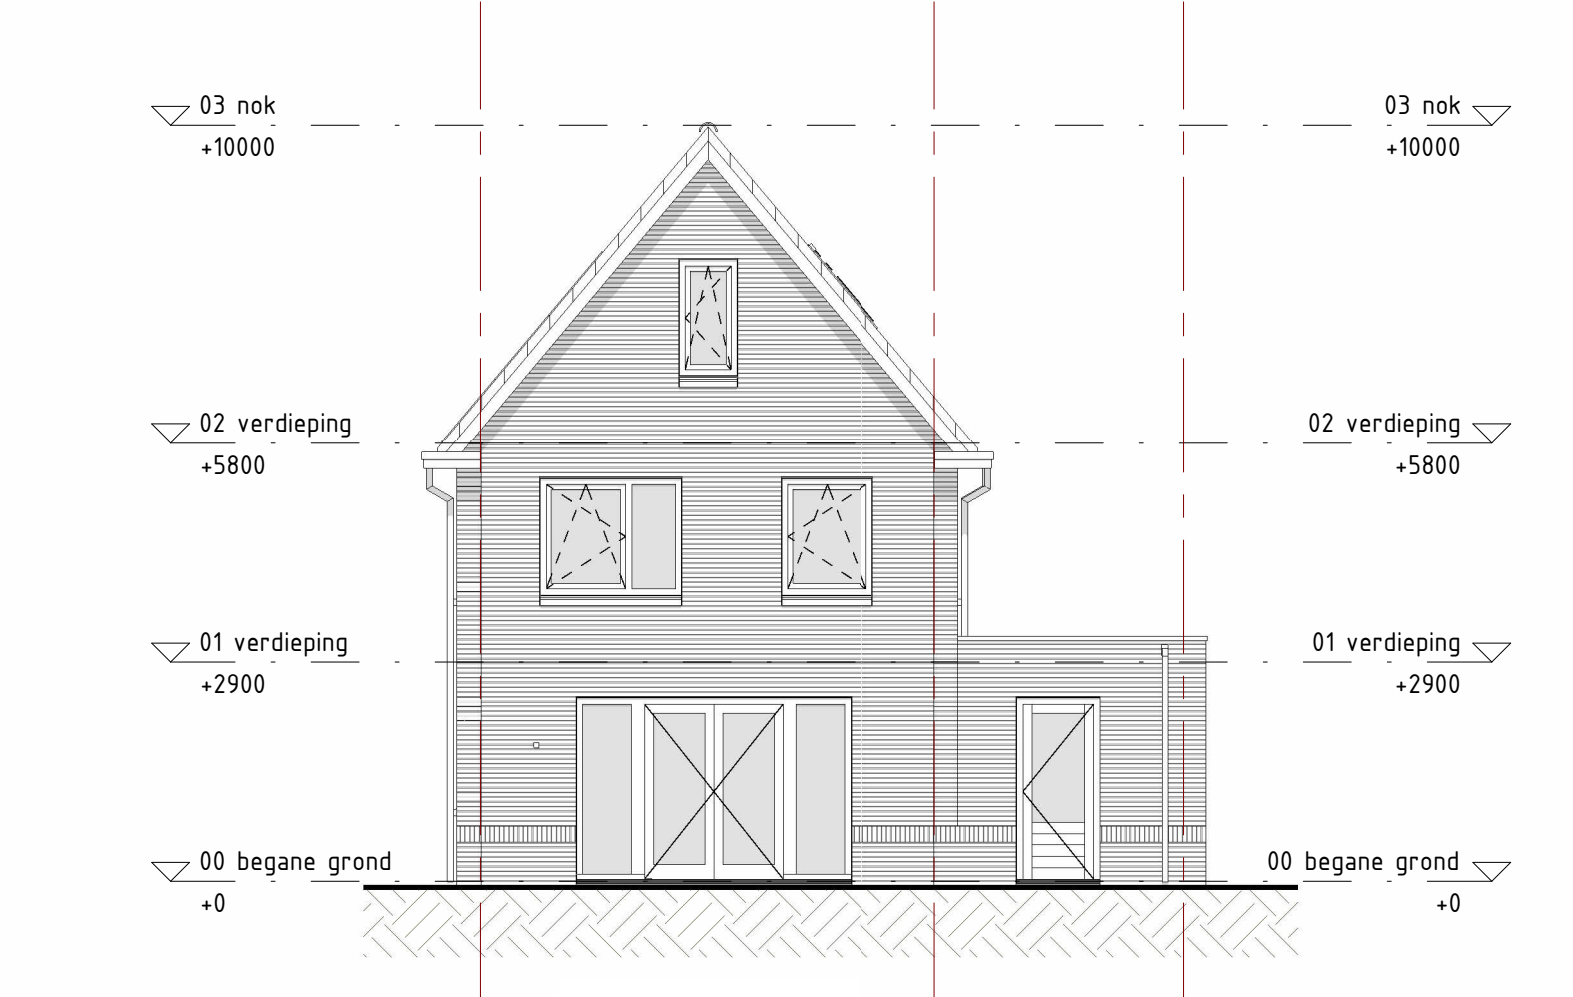 03 nok
+10000
03 nok
+10000
02 verdieping
+5800
02 verdieping
+5800
01 verdieping
+2900
01 verdieping
+2900
00 begane grond
+0
00 begane grond
+0